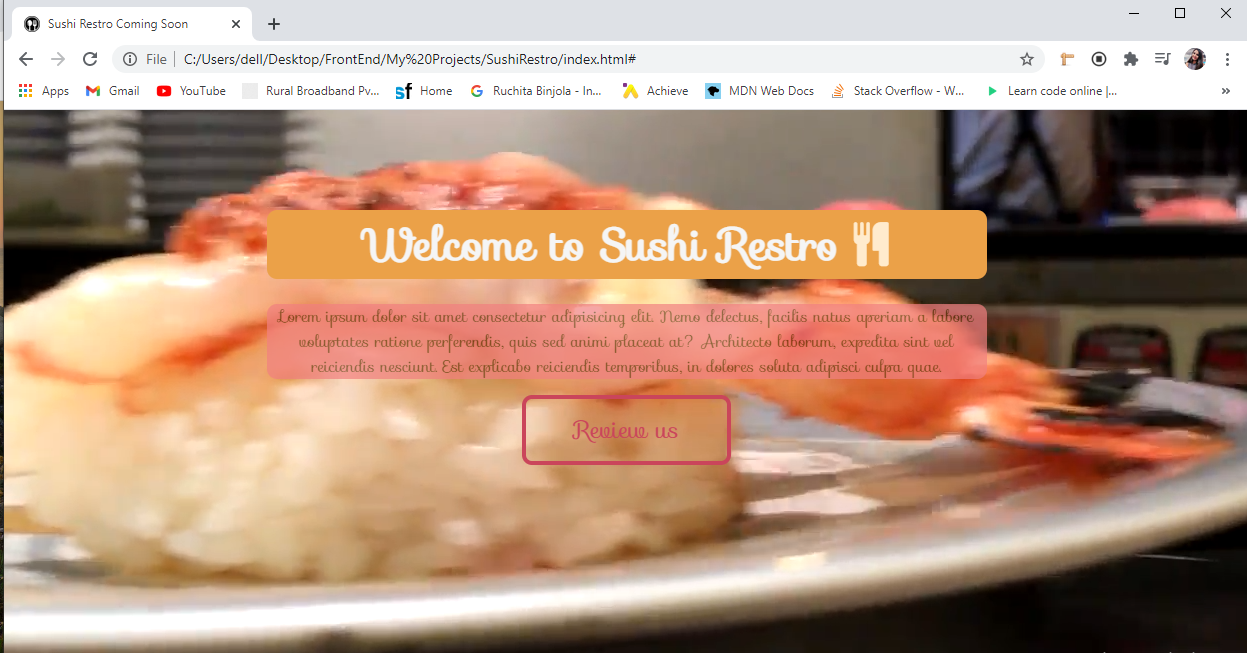 Sushi Restro Coming Soon
File
C:/Users/dell/Desktop/FrontEnd/My%20Projects/SushiRestro/index.html#
Apps
Gmail
YouTube
Rural Broadband Pv...
Home
Ruchita Binjola - In...
Achieve
MDN Web Docs
Stack Overflow - W...
Learn code online |...
Welcome to Sushi Restro
Lorem ipsum dolor sit amet consectetur adipisicing elit. Nemo delectus, facilis natus aperiam a labore
voluptates ratione perferendis, quis sed animi placeat at? Architecto laborum, expedita sint vel
reiciendis nesciunt. Est explicabo reiciendis temporibus, in dolores soluta adipisci culpa quae.
Review us